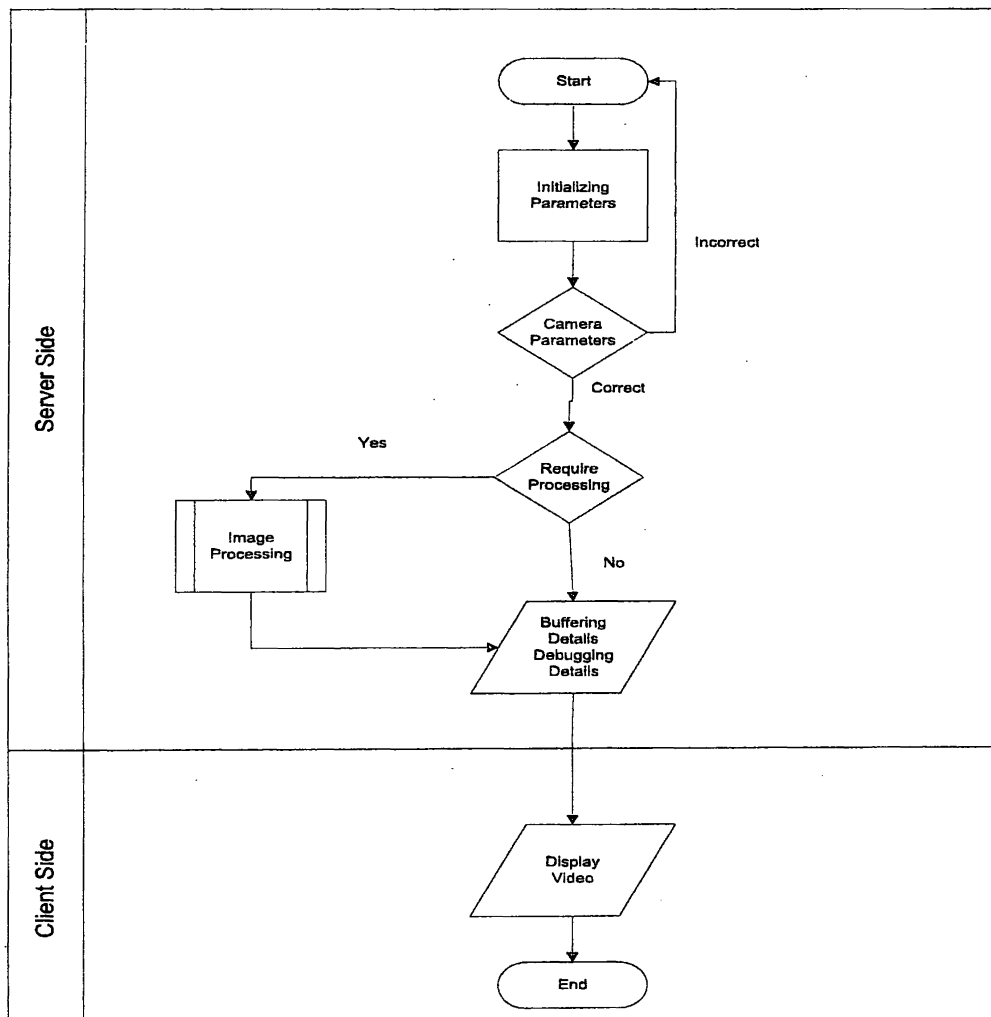 Server Side
Start
Initializing
Parameters
Incorrect
Camera
Parameters
Correct
Yes
Require
Processing
Image
Processing
No
Buffering
Details
Debugging
Details
Client Side
Display
Video
End